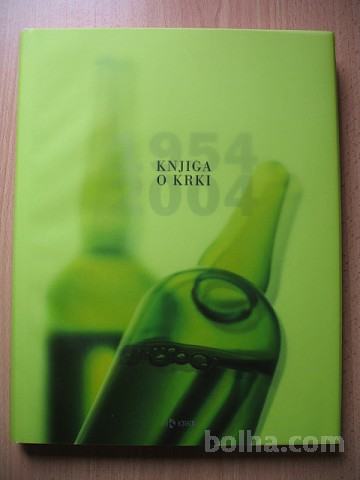 1954
KNJIGA
O KRKI
2004
KRKA
bolha.com